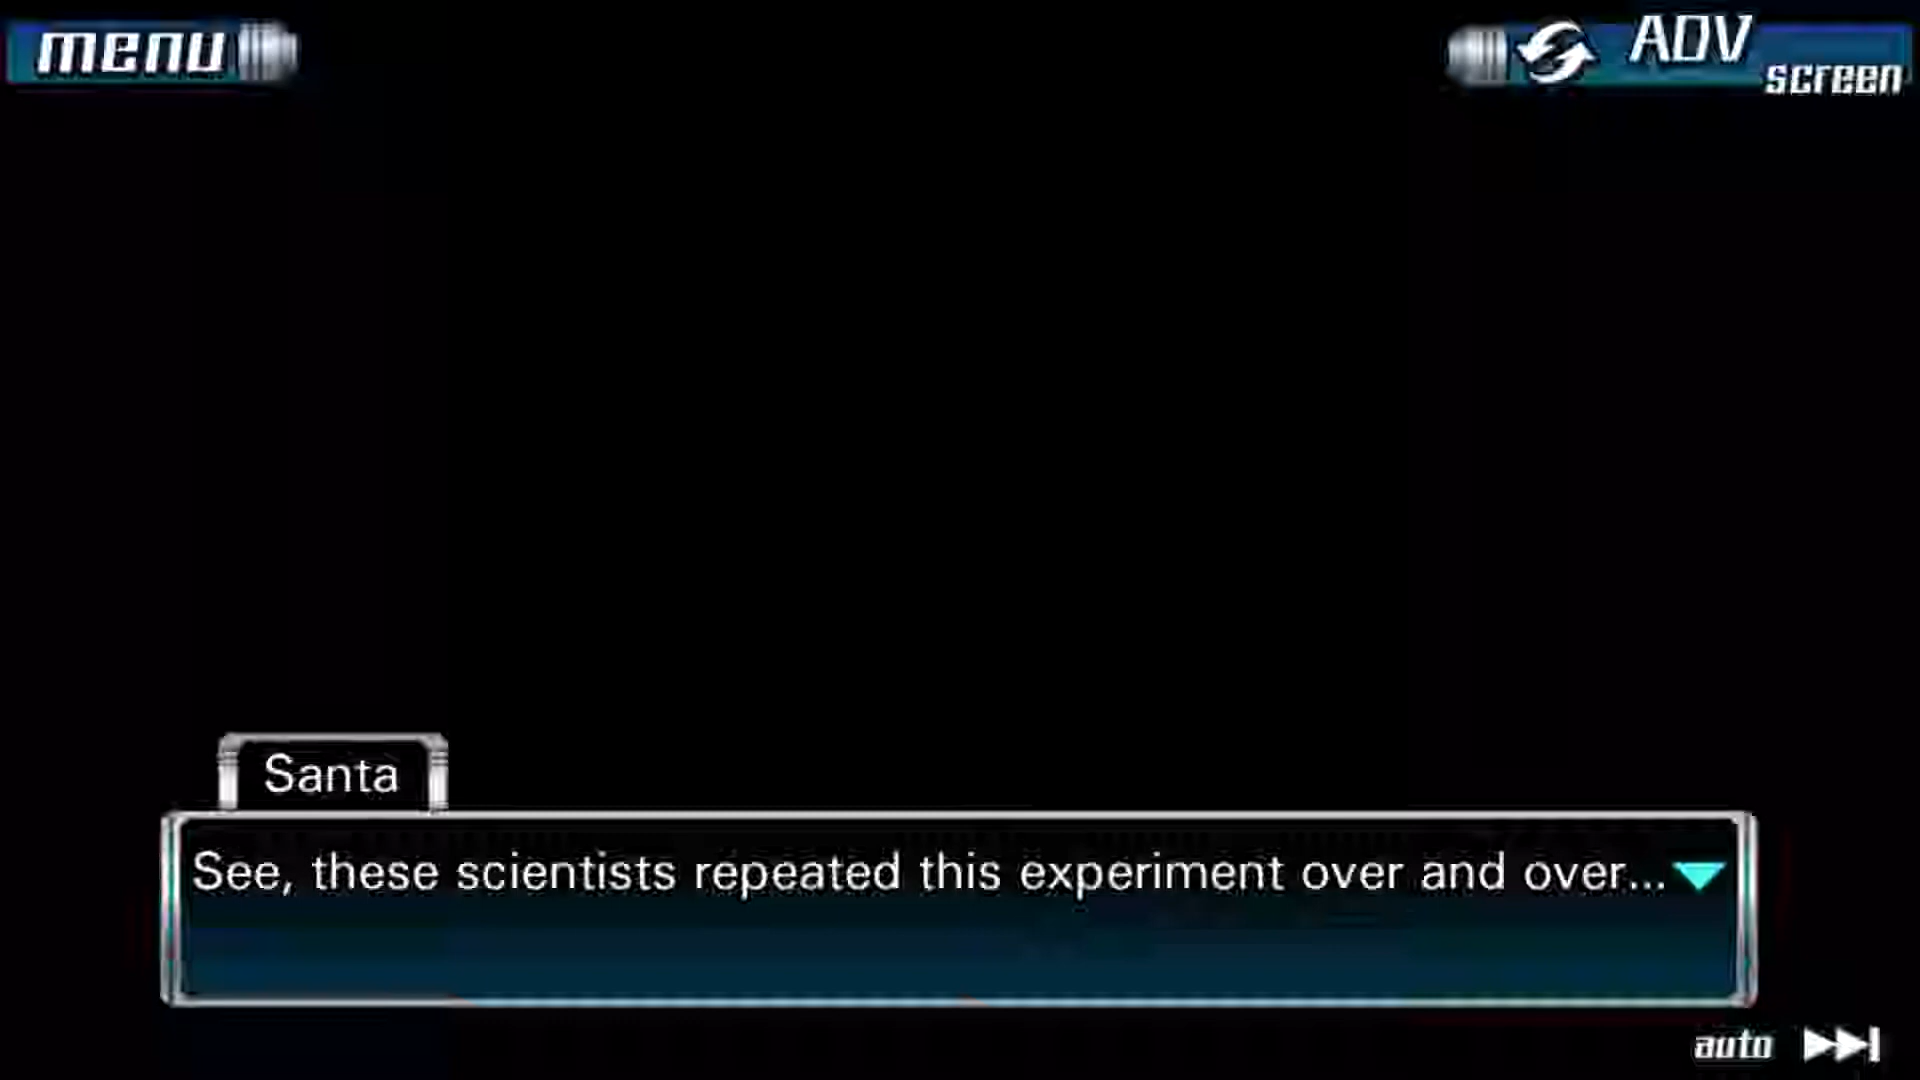 menu
ADV
screen
Santa
See, these scientists repeated this experiment over and over...
auto